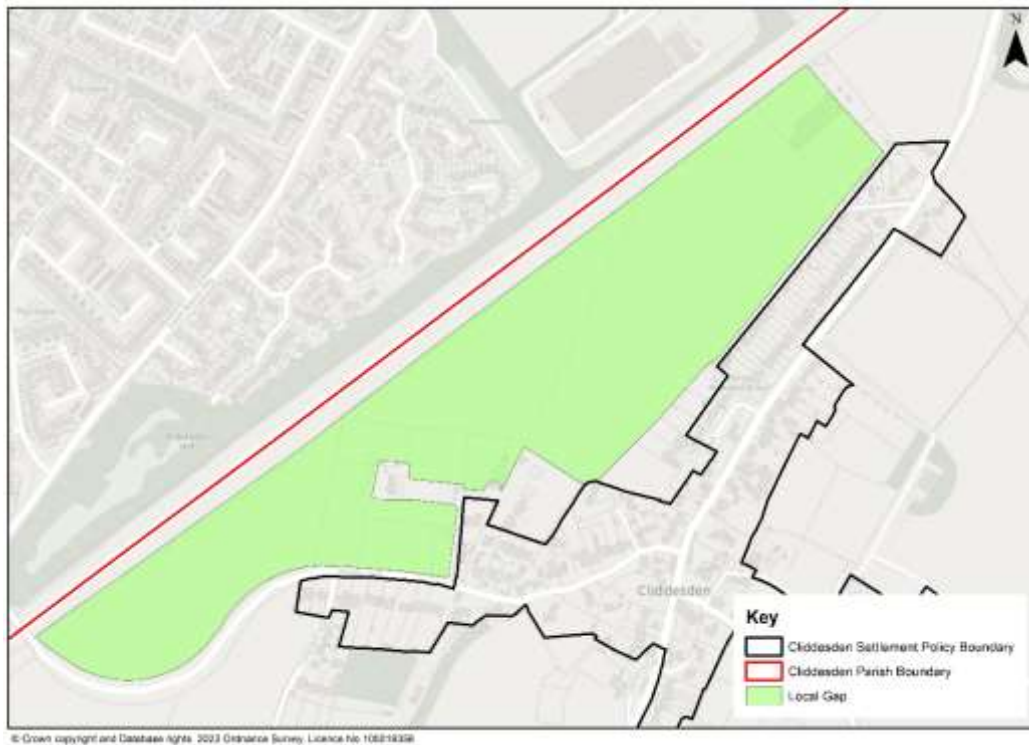 N
Cliddesden
Key
Cliddesden Settlement Policy Boundary
Cliddesden Parish Boundary
Local Gap
© Crown copyright and Database rights 2023 Ordnance Survey, Licence No